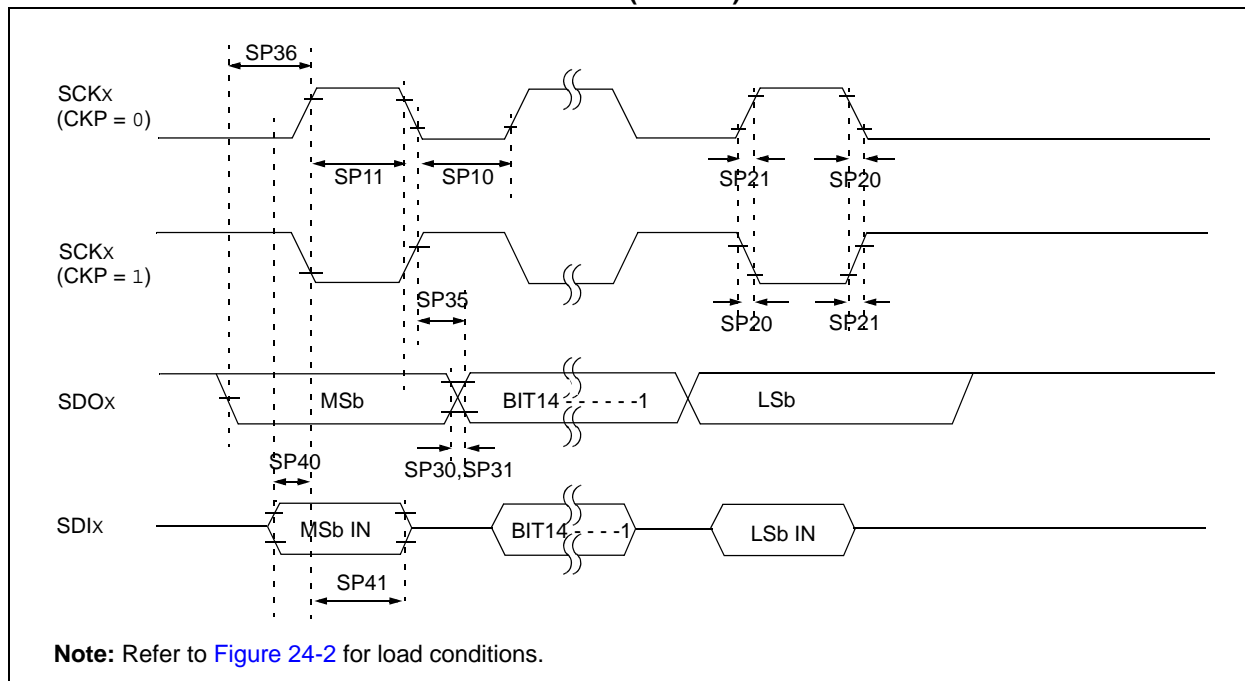 SP36
SCKX
(CKP = 0)
SP11
SP10
SP21
SP20
SCKX
(CKP = 1)
SP35
SP20
SP21
SDOX
MSb
BIT14 - - - - - -1
LSb
SP40
SP30,SP31
SDIX
MSb IN
BIT14 - - - -1
LSb IN
SP41
Note: Refer to Figure 24-2 for load conditions.